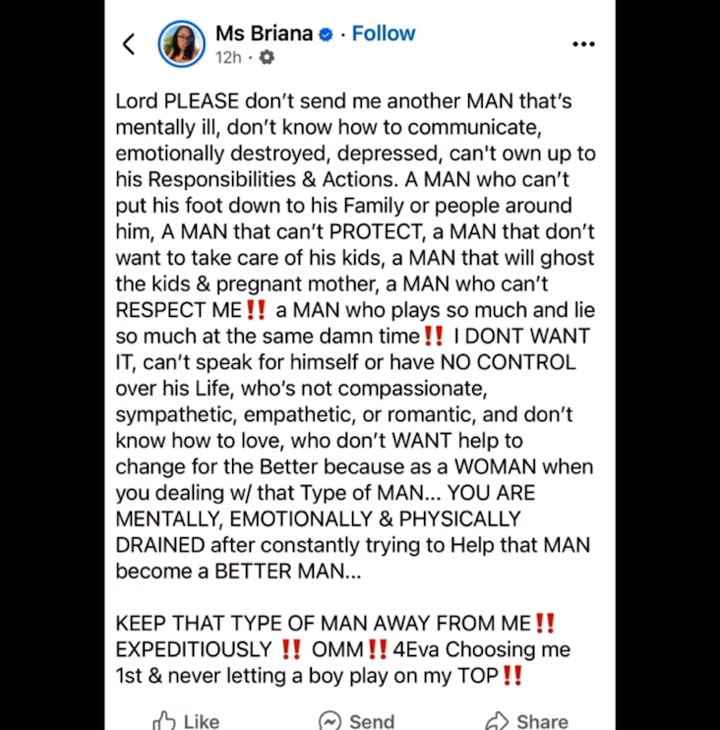 Ms Briana · Follow
12h ·
Lord PLEASE don't send me another MAN that's
mentally ill, don't know how to communicate,
emotionally destroyed, depressed, can't own up to
his Responsibilities & Actions. A MAN who can't
put his foot down to his Family or people around
him, A MAN that can't PROTECT, a MAN that don't
want to take care of his kids, a MAN that will ghost
the kids & pregnant mother, a MAN who can't
RESPECT ME‼️ a MAN who plays so much and lie
so much at the same damn time‼️ I DONT WANT
IT, can't speak for himself or have NO CONTROL
over his Life, who's not compassionate,
sympathetic, empathetic, or romantic, and don't
know how to love, who don't WANT help to
change for the Better because as a WOMAN when
you dealing w/ that Type of MAN... YOU ARE
MENTALLY, EMOTIONALLY & PHYSICALLY
DRAINED after constantly trying to Help that MAN
become a BETTER MAN...
KEEP THAT TYPE OF MAN AWAY FROM ME‼️
EXPEDITIOUSLY ‼️ OMM‼️ 4Eva Choosing me
1st & never letting a boy play on my TOP‼️
Like Send Share